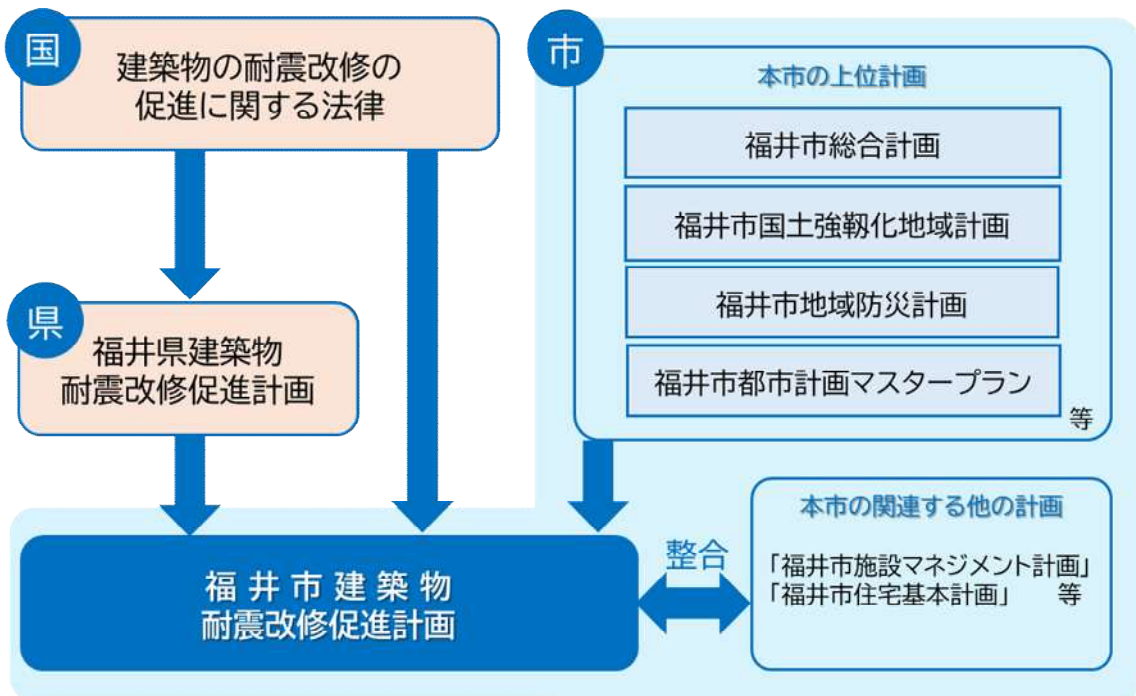 国
建築物の耐震改修の
促進に関する法律
県
福井県建築物
耐震改修促進計画
市
本市の上位計画
福井市総合計画
福井市国土強靱化地域計画
福井市地域防災計画
福井市都市計画マスタープラン
等
福井市建築物
耐震改修促進計画
整合
本市の関連する他の計画
「福井市施設マネジメント計画」
「福井市住宅基本計画」 等